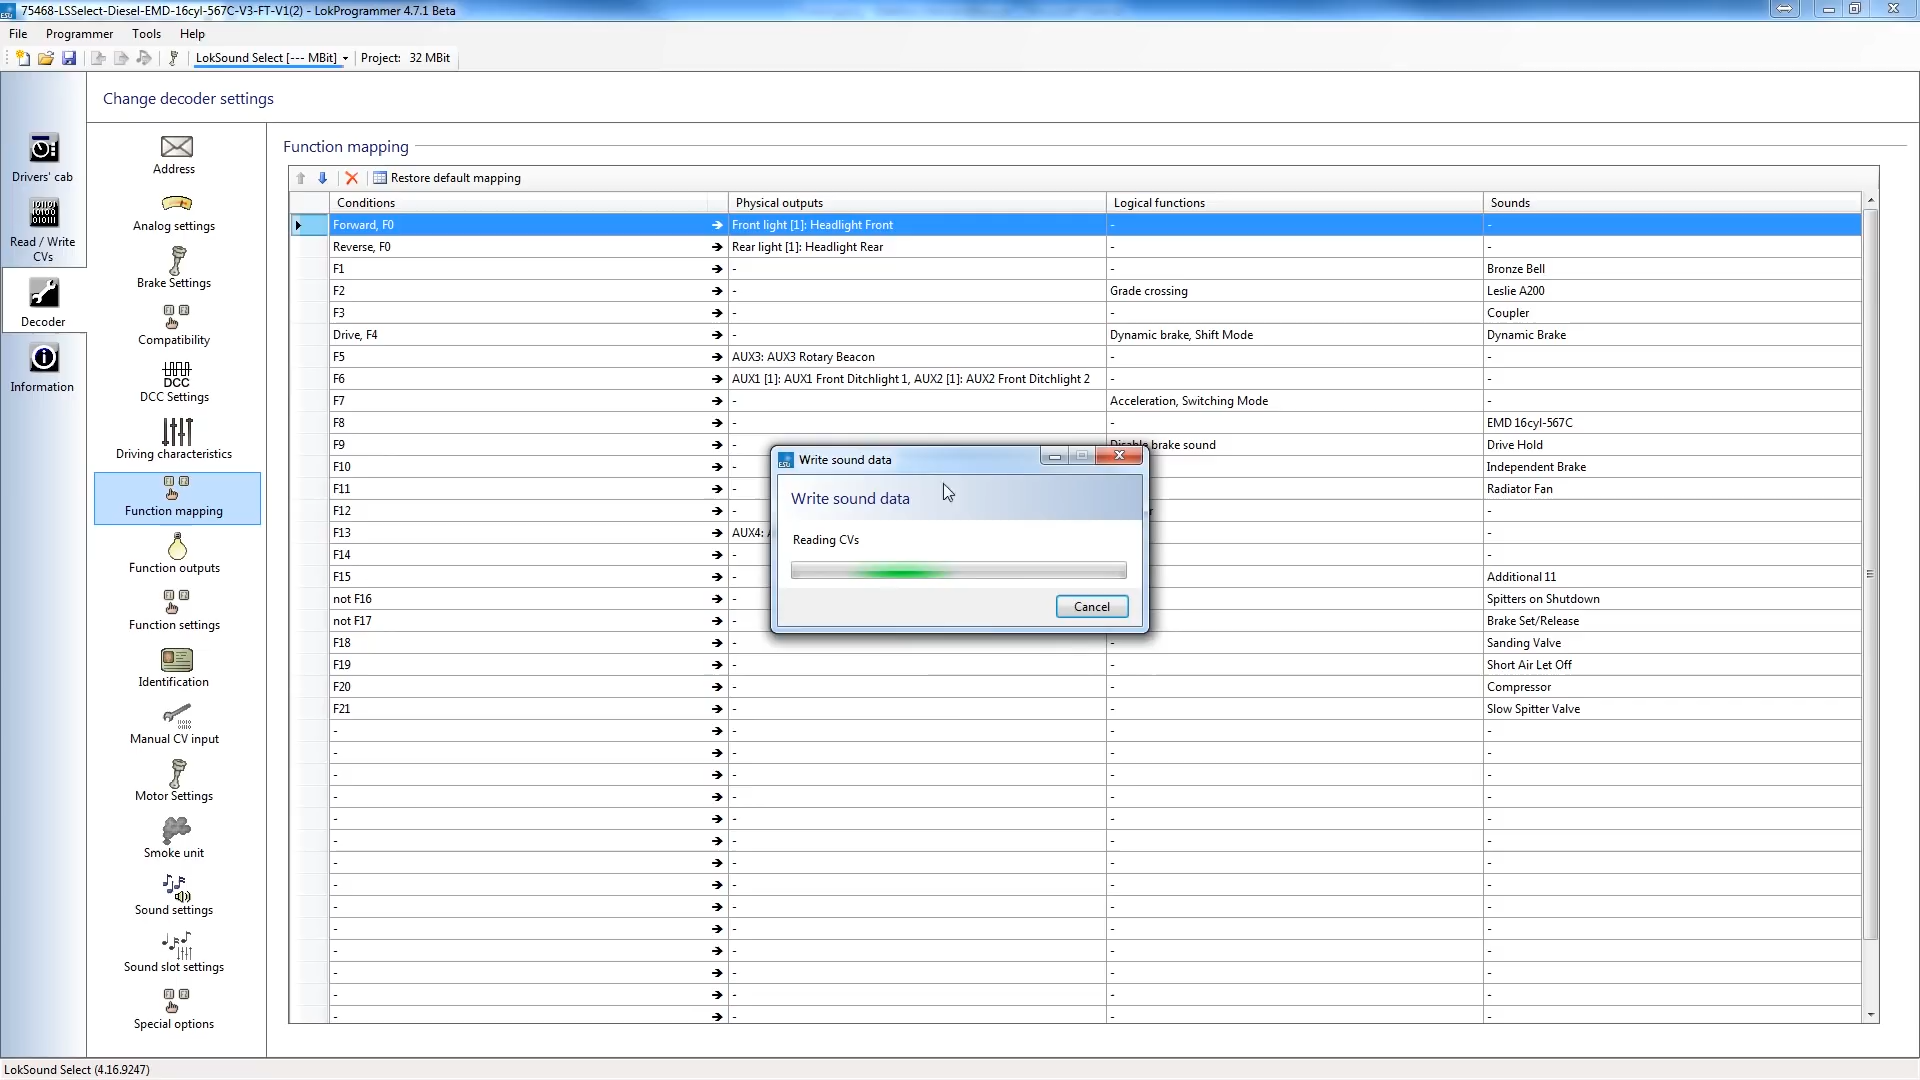 75468-LSSelect-Diesel-EMD-16cyl-567C-V3-FT-V1(2) - LokProgrammer 4.7.1 Beta
File Programmer Tools Help
LokSound Select [--- MBit] Project: 32 MBit
Change decoder settings
Drivers' cab
Read / Write
CVs
Decoder
Information
Address
Analog settings
Brake Settings
Compatibility
DCC
DCC Settings
Driving characteristics
Function mapping
Function outputs
Function settings
Identification
Manual CV input
Motor Settings
Smoke unit
Sound settings
Sound slot settings
Special options
Function mapping
Restore default mapping
Conditions Physical outputs Logical functions Sounds
Forward, F0 Front light [1]: Headlight Front - -
Reverse, F0 Rear light [1]: Headlight Rear - -
F1 - - Bronze Bell
F2 - Grade crossing Leslie A200
F3 - - Coupler
Drive, F4 - Dynamic brake, Shift Mode Dynamic Brake
F5 AUX3: AUX3 Rotary Beacon - -
F6 AUX1 [1]: AUX1 Front Ditchlight 1, AUX2 [1]: AUX2 Front Ditchlight 2 - -
F7 - Acceleration, Switching Mode -
F8 - - EMD 16cyl-567C
F9 - Disable brake sound Drive Hold
F10 - Independent Brake
F11 - Radiator Fan
F12 - -
F13 AUX4: -
F14 - -
F15 - Additional 11
not F16 - Spitters on Shutdown
not F17 - Brake Set/Release
F18 - - Sanding Valve
F19 - - Short Air Let Off
F20 - - Compressor
F21 - - Slow Spitter Valve
- - - -
- - - -
- - - -
- - - -
- - - -
- - - -
- - - -
- - - -
- - - -
- - - -
- - - -
- - - -
- - - -
- - - -
Write sound data
Write sound data
Reading CVs
Cancel
LokSound Select (4.16.9247)